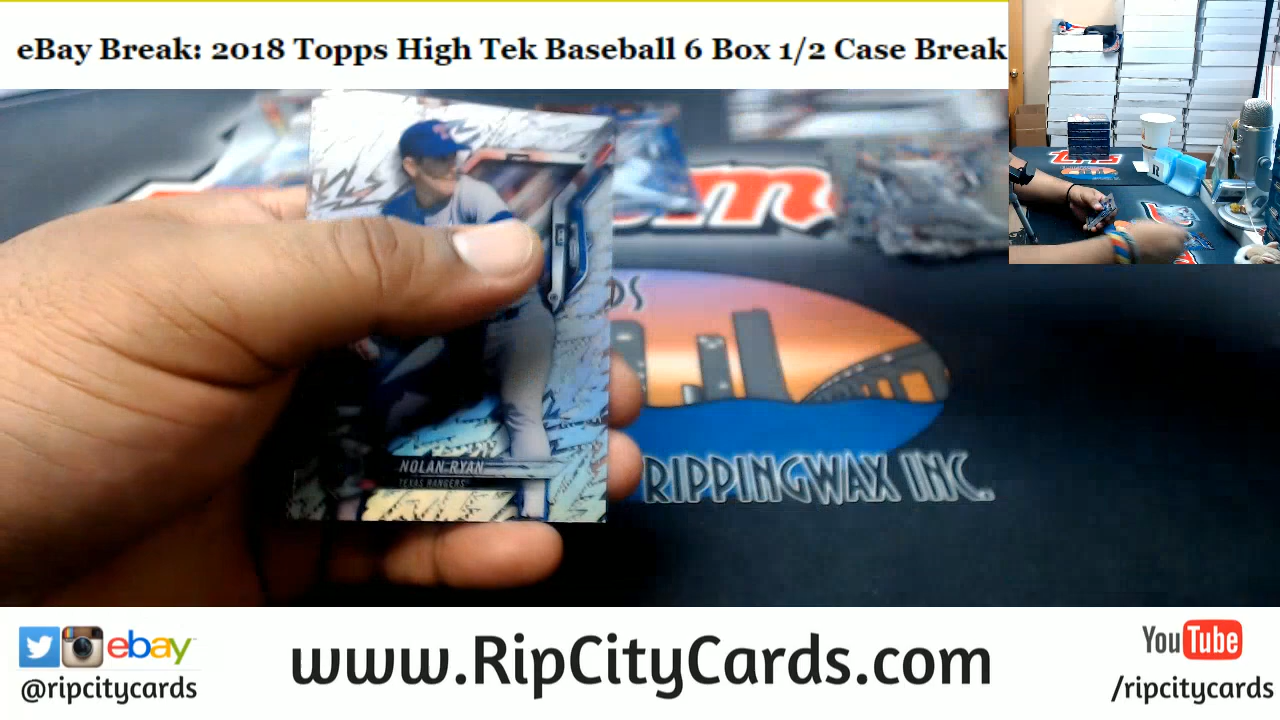 eBay Break: 2018 Topps High Tek Baseball 6 Box 1/2 Case Break
NOLAN RYAN
TEXAS RANGERS
RIPPINGWAX INC.
ebay
@ripcitycards
www.RipCityCards.com
YouTube
/ripcitycards